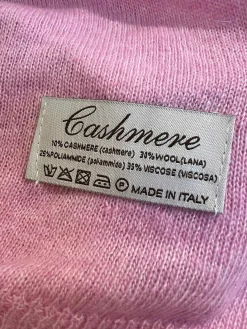 Cashmere
10% CASHMERE (cashmere) 30% WOOL(LANA)
25%POLIAMMIDE (poliammide) 35% VISCOSE (VISCOSA)
P MADE IN ITALY